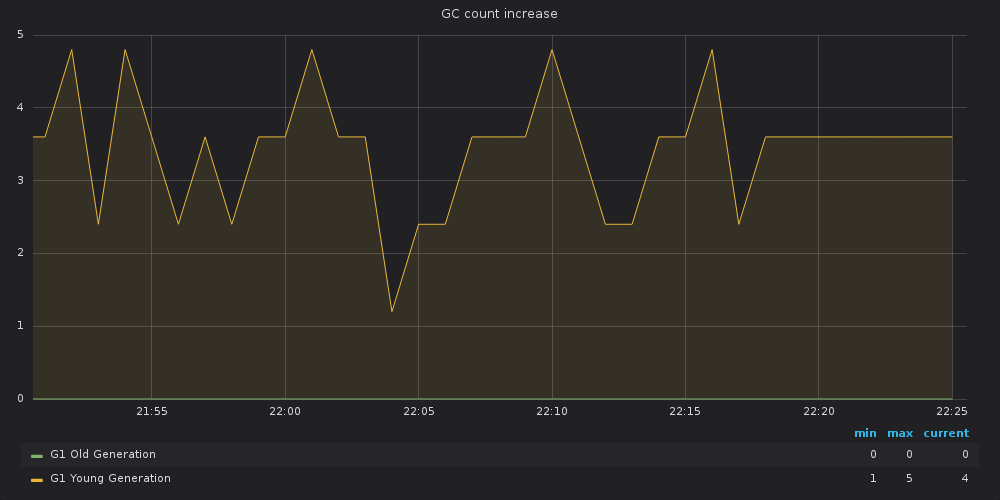 GC count increase
5
4
3
2
1
0
21:55 22:00 22:05 22:10 22:15 22:20 22:25
min max current
G1 Old Generation 0 0 0
G1 Young Generation 1 5 4